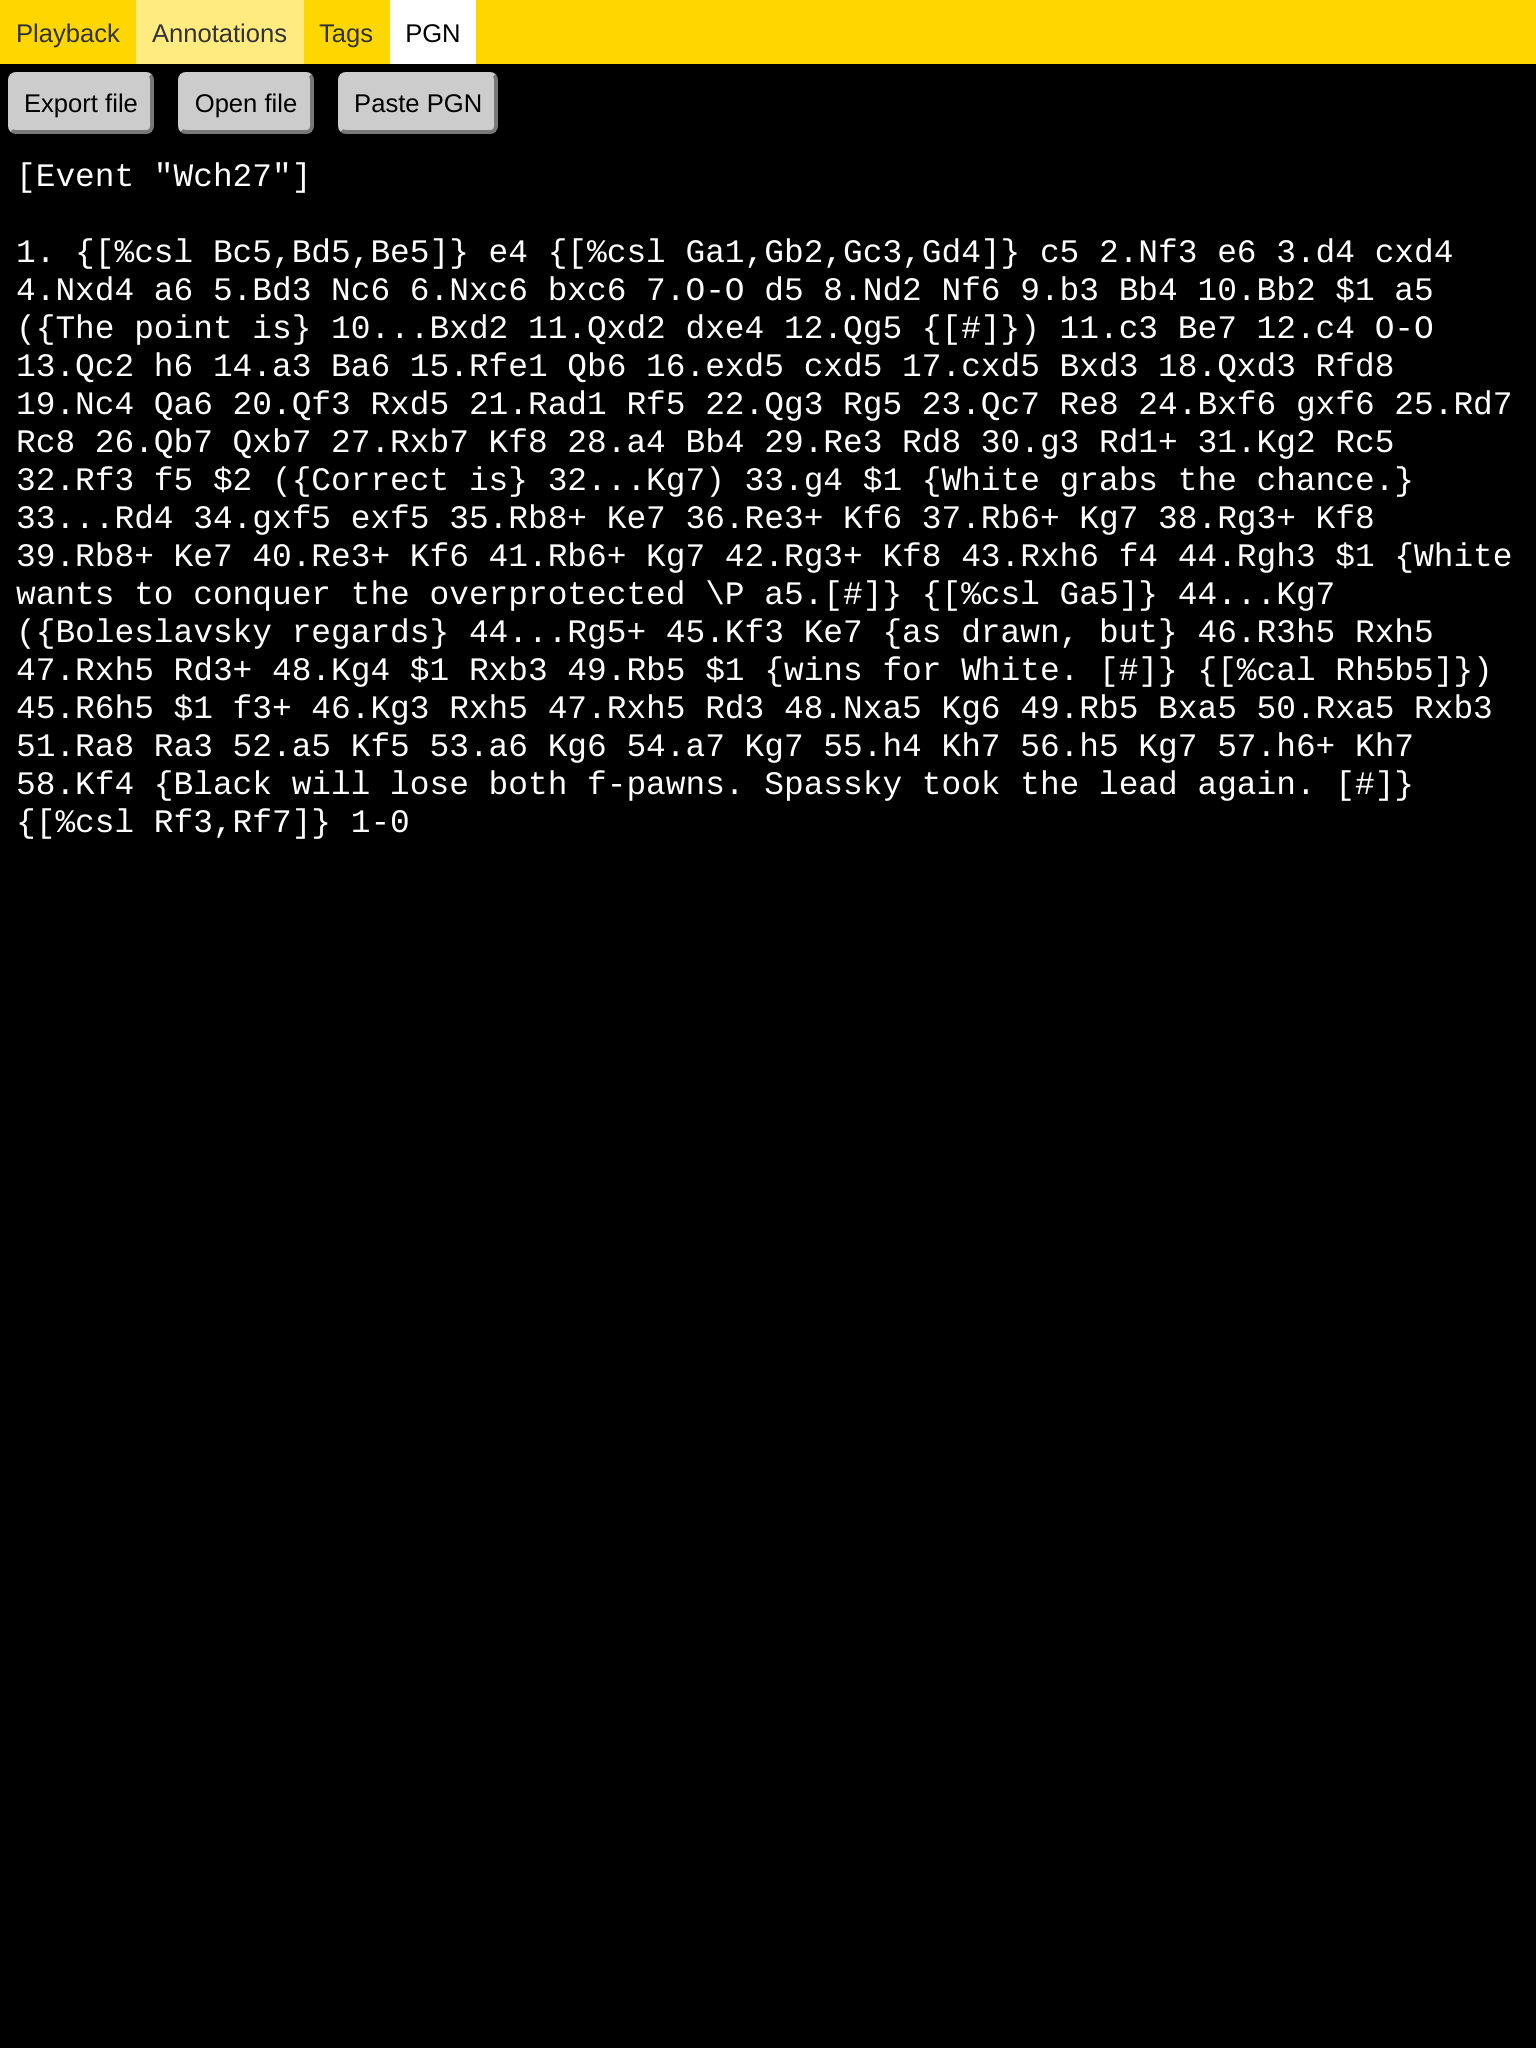 Playback Annotations Tags PGN
Export file Open file Paste PGN
[Event "Wch27"]
1. {[%csl Bc5,Bd5,Be5]} e4 {[%csl Ga1,Gb2,Gc3,Gd4]} c5 2.Nf3 e6 3.d4 cxd4
4.Nxd4 a6 5.Bd3 Nc6 6.Nxc6 bxc6 7.O-O d5 8.Nd2 Nf6 9.b3 Bb4 10.Bb2 $1 a5
({The point is} 10...Bxd2 11.Qxd2 dxe4 12.Qg5 {[#]}) 11.c3 Be7 12.c4 O-O
13.Qc2 h6 14.a3 Ba6 15.Rfe1 Qb6 16.exd5 cxd5 17.cxd5 Bxd3 18.Qxd3 Rfd8
19.Nc4 Qa6 20.Qf3 Rxd5 21.Rad1 Rf5 22.Qg3 Rg5 23.Qc7 Re8 24.Bxf6 gxf6 25.Rd7
Rc8 26.Qb7 Qxb7 27.Rxb7 Kf8 28.a4 Bb4 29.Re3 Rd8 30.g3 Rd1+ 31.Kg2 Rc5
32.Rf3 f5 $2 ({Correct is} 32...Kg7) 33.g4 $1 {White grabs the chance.}
33...Rd4 34.gxf5 exf5 35.Rb8+ Ke7 36.Re3+ Kf6 37.Rb6+ Kg7 38.Rg3+ Kf8
39.Rb8+ Ke7 40.Re3+ Kf6 41.Rb6+ Kg7 42.Rg3+ Kf8 43.Rxh6 f4 44.Rgh3 $1 {White
wants to conquer the overprotected \P a5.[#]} {[%csl Ga5]} 44...Kg7
({Boleslavsky regards} 44...Rg5+ 45.Kf3 Ke7 {as drawn, but} 46.R3h5 Rxh5
47.Rxh5 Rd3+ 48.Kg4 $1 Rxb3 49.Rb5 $1 {wins for White. [#]} {[%cal Rh5b5]})
45.R6h5 $1 f3+ 46.Kg3 Rxh5 47.Rxh5 Rd3 48.Nxa5 Kg6 49.Rb5 Bxa5 50.Rxa5 Rxb3
51.Ra8 Ra3 52.a5 Kf5 53.a6 Kg6 54.a7 Kg7 55.h4 Kh7 56.h5 Kg7 57.h6+ Kh7
58.Kf4 {Black will lose both f-pawns. Spassky took the lead again. [#]}
{[%csl Rf3,Rf7]} 1-0